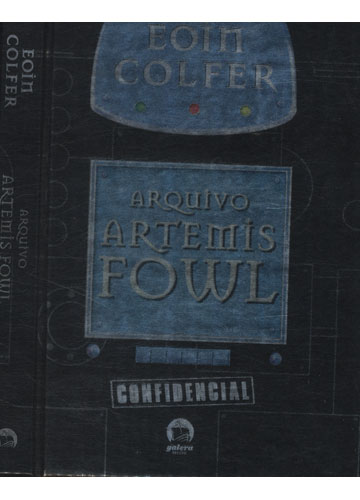 EOIN
COLFER
ARQUIVO
ARTEMIS
FOWL
CONFIDENCIAL
galera
EOIN
COLFER
ARQUIVO
ARTEMIS FOWL